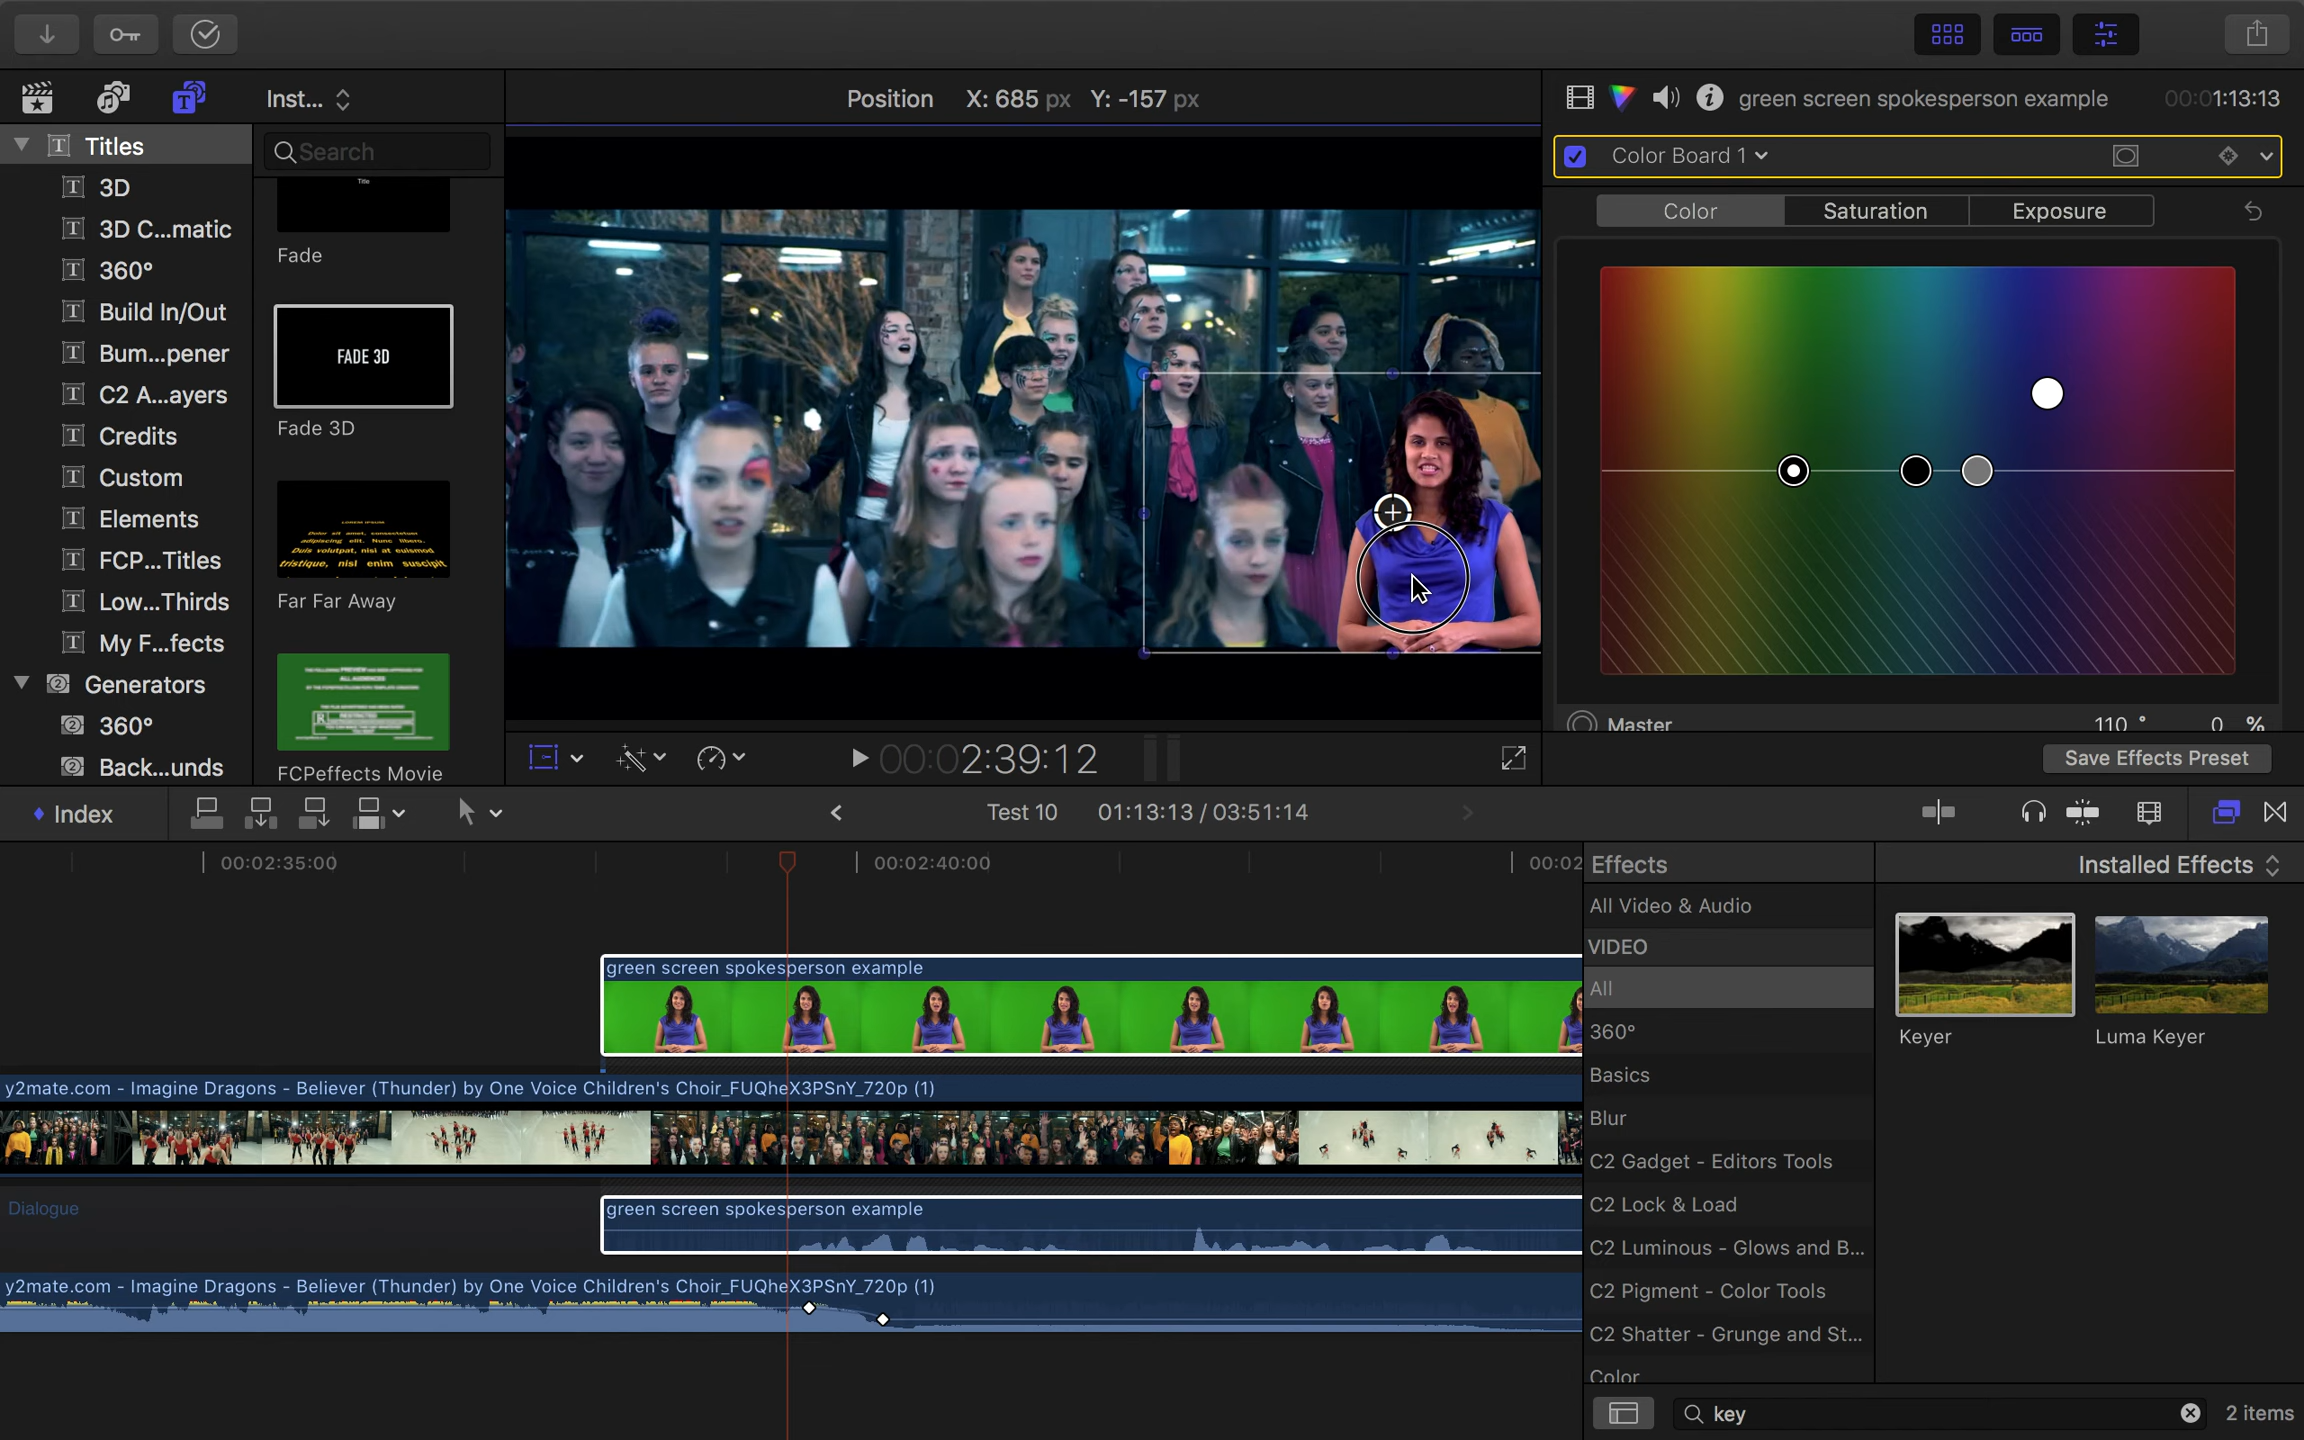 Inst...
Position X: 685 px Y: -157 px
green screen spokesperson example 00:01:13:13
Titles
Search
3D
3D C...matic
360°
Build In/Out
Bum...pener
C2 A...ayers
Credits
Custom
Elements
FCP...Titles
Low...Thirds
My F...fects
Generators
360°
Back...unds
Title
Fade
FADE 3D
Fade 3D
Far Far Away
FCPeffects Movie
Color Board 1
Color Saturation Exposure
Master 110 ° 0 %
00:02:39:12
Save Effects Preset
Index
Test 10 01:13:13 / 03:51:14
00:02:35:00 00:02:40:00 00:02
green screen spokesperson example
y2mate.com - Imagine Dragons - Believer (Thunder) by One Voice Children's Choir_FUQheX3PSnY_720p (1)
Dialogue
green screen spokesperson example
y2mate.com - Imagine Dragons - Believer (Thunder) by One Voice Children's Choir_FUQheX3PSnY_720p (1)
Effects
Installed Effects
All Video & Audio
VIDEO
All
360°
Basics
Blur
C2 Gadget - Editors Tools
C2 Lock & Load
C2 Luminous - Glows and B...
C2 Pigment - Color Tools
C2 Shatter - Grunge and St...
Color
Keyer
Luma Keyer
key
2 items